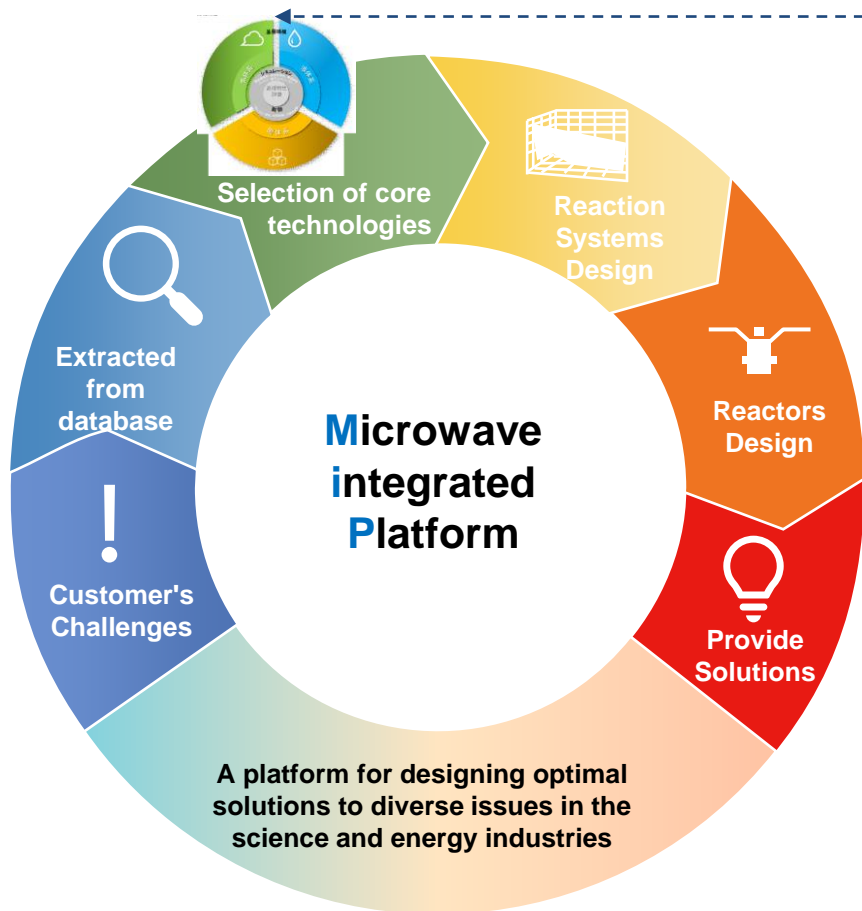 Selection of core
technologies
Reaction
Systems
Design
Extracted
from
database
Reactors
Design
Microwave
integrated
Platform
Customer's
Challenges
Provide
Solutions
A platform for designing optimal
solutions to diverse issues in the
science and energy industries